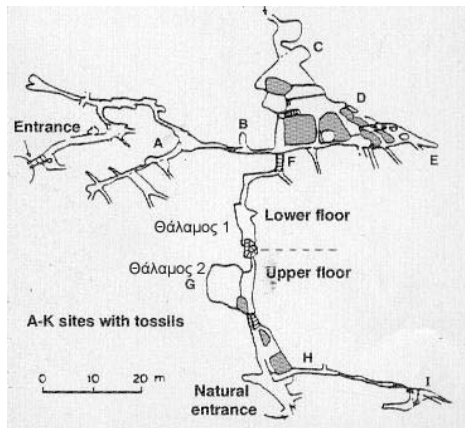 C
D
B
Entrance
A
E
F
Θάλαμος 1
Lower floor
Θάλαμος 2
Upper floor
G
A-K sites with tossils
H
0 10 20 m
Natural
entrance
I